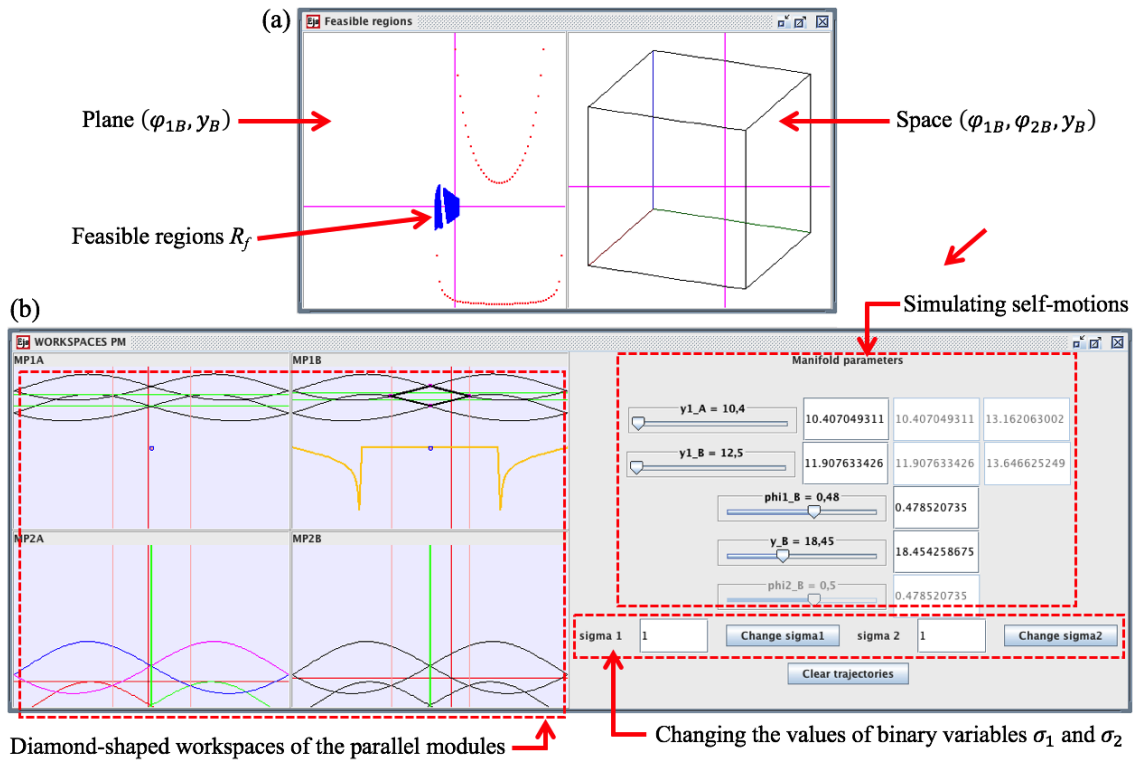 (a)
Ejs Feasible regions
Plane (φ1B, yB)
Space (φ1B, φ2B, yB)
Feasible regions Rf
Simulating self-motions
(b)
Ejs WORKSPACES PM
MP1A
MP1B
MP2A
MP2B
Manifold parameters
y1_A = 10,4
10.407049311
10.407049311
13.162063002
y1_B = 12,5
11.907633426
11.907633426
13.646625249
phi1_B = 0,48
0.478520735
y_B = 18,45
18.454258675
phi2_B = 0,5
0.478520735
sigma 1
1
Change sigma1
sigma 2
1
Change sigma2
Clear trajectories
Diamond-shaped workspaces of the parallel modules
Changing the values of binary variables σ1 and σ2